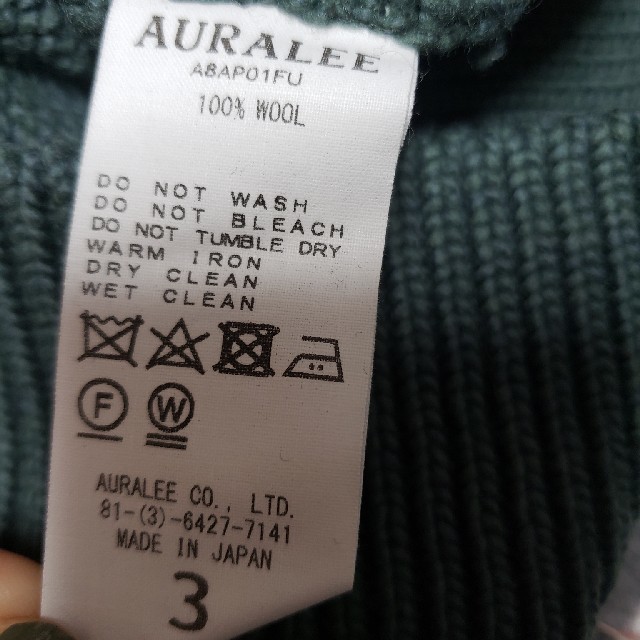 AURALEE
A8AP01FU
100% WOOL
DO NOT WASH
DO NOT BLEACH
DO NOT TUMBLE DRY
WARM IRON
DRY CLEAN
WET CLEAN
F W
AURALEE CO., LTD.
81-(3)-6427-7141
MADE IN JAPAN
3